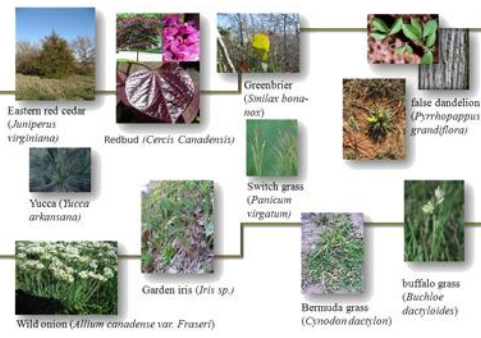 Eastern red cedar
(Juniperus
virginiana)
Redbud (Cercis Canadensis)
Greenbrier
(Smilax bona-
nox)
false dandelion
(Pyrrhopappus
grandiflora)
Yucca (Yucca
arkansana)
Switch grass
(Panicum
virgatum)
Garden iris (Iris sp.)
Wild onion (Allium canadense var. Fraseri)
Bermuda grass
(Cynodon dactylon)
buffalo grass
(Buchloe
dactyloides)